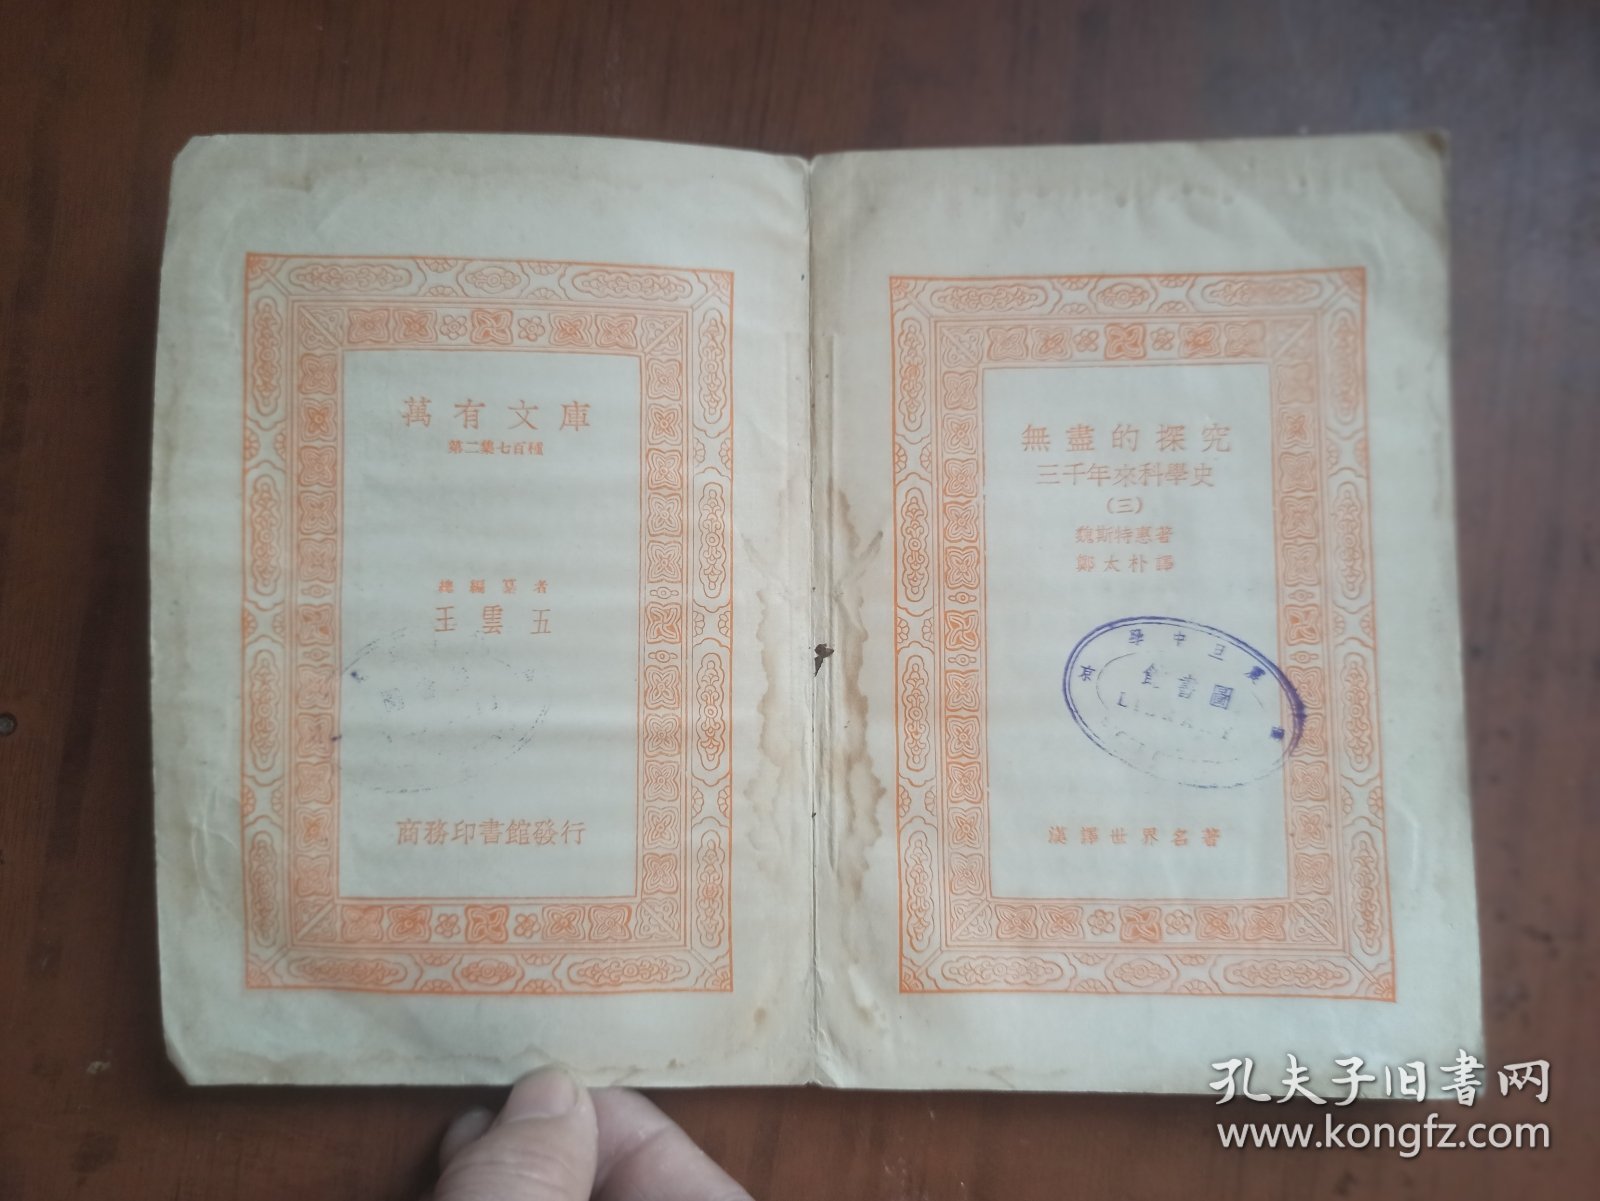 萬有文庫
第二集七百種
總編纂者
王雲五
商務印書館發行
無盡的探究
三千年來科學史
(三)
魏斯特惠著
鄭太朴譯
圖書館
漢譯世界名著
孔夫子旧書网
www.kongfz.com